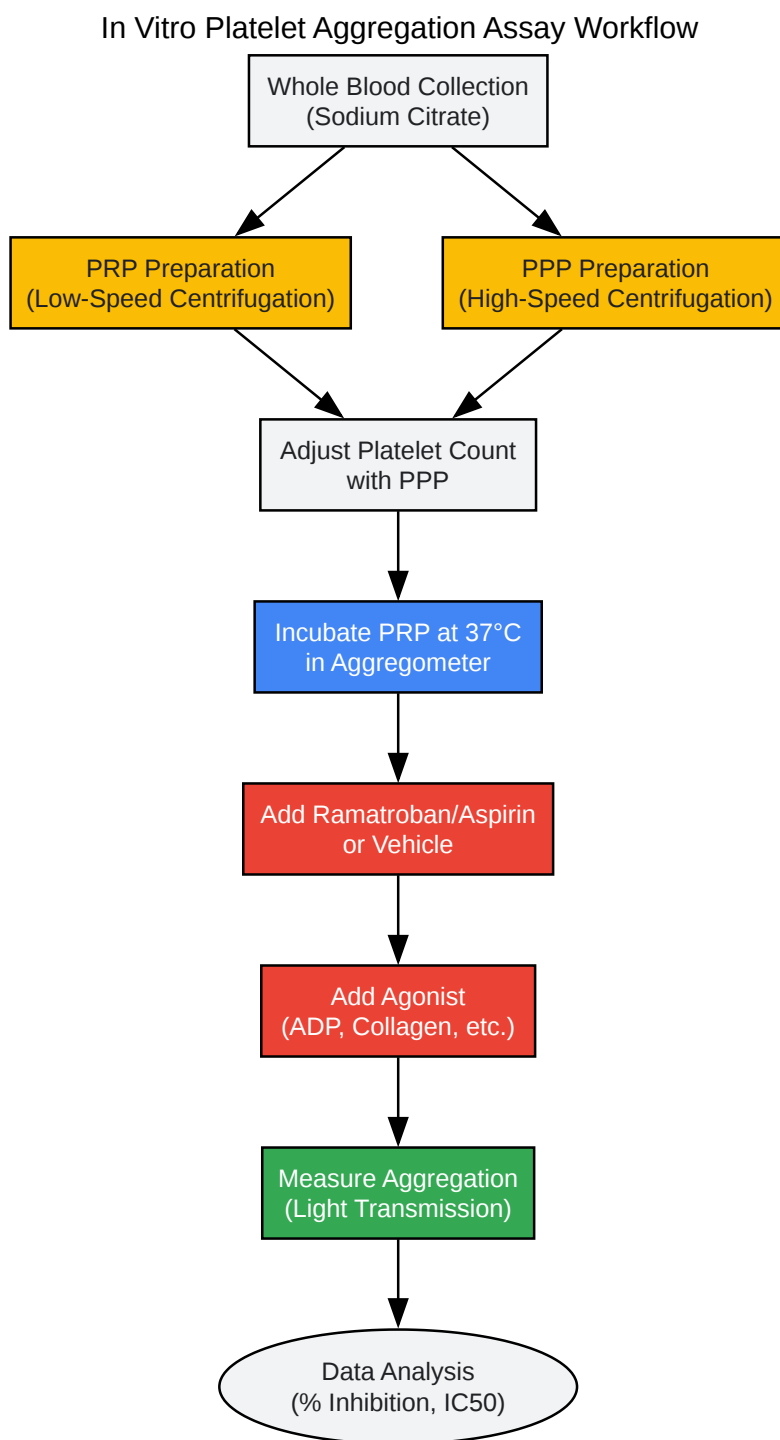 In Vitro Platelet Aggregation Assay Workflow
Whole Blood Collection
(Sodium Citrate)
PRP Preparation
(Low-Speed Centrifugation)
PPP Preparation
(High-Speed Centrifugation)
Adjust Platelet Count
with PPP
Incubate PRP at 37°C
in Aggregometer
Add Ramatroban/Aspirin
or Vehicle
Add Agonist
(ADP, Collagen, etc.)
Measure Aggregation
(Light Transmission)
Data Analysis
(% Inhibition, IC50)